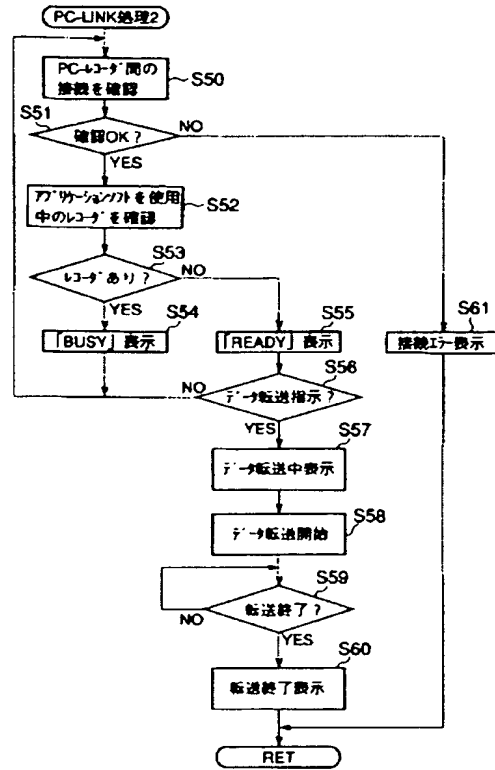 PC-LINK処理2
PC-ﾚｺｰﾀﾞ間の
接続を確認
S50
S51
確認OK?
NO
YES
ｱﾌﾟﾘｹｰｼｮﾝｿﾌﾄを使用
中のﾚｺｰﾀﾞを確認
S52
S53
ﾚｺｰﾀﾞあり?
NO
YES
S54
「BUSY」表示
S55
「READY」表示
S61
接続ｴﾗｰ表示
S56
NO
ﾃﾞｰﾀ転送指示?
YES
S57
ﾃﾞｰﾀ転送中表示
S58
ﾃﾞｰﾀ転送開始
S59
転送終了?
NO
YES
S60
転送終了表示
RET